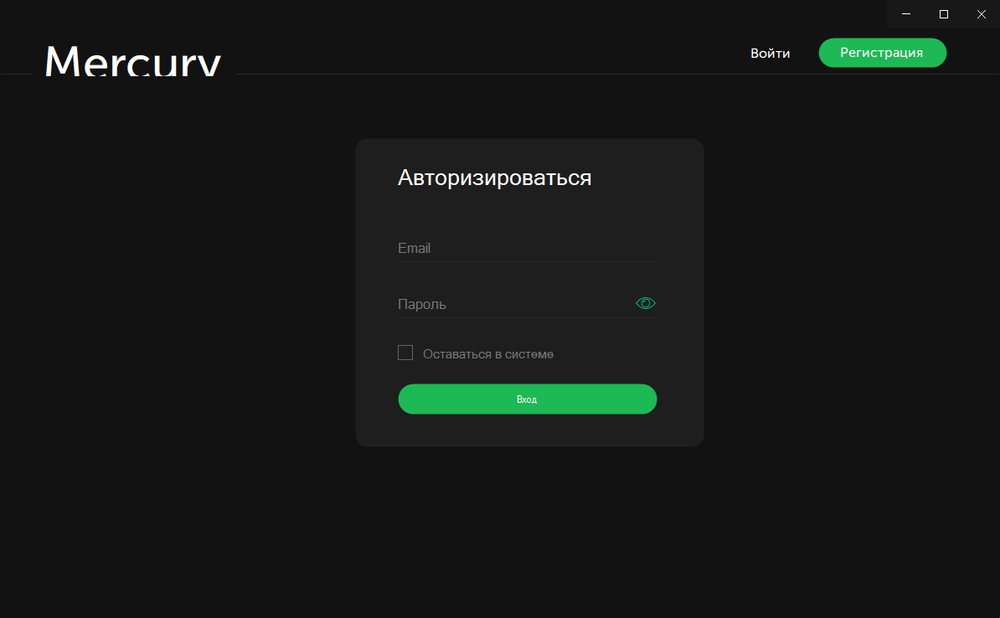 Mercury
Войти
Регистрация
Авторизироваться
Email
Пароль
Оставаться в системе
Вход